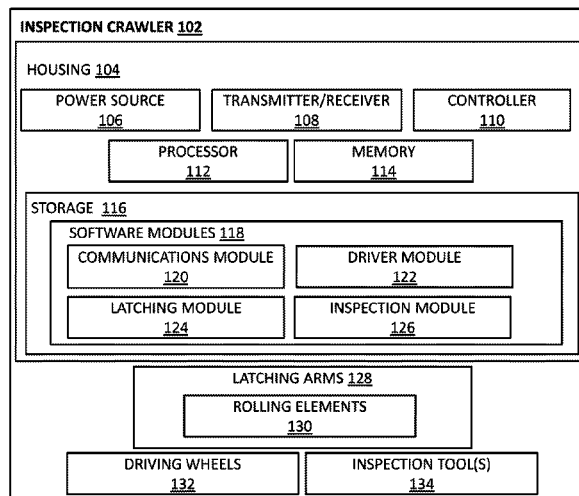 INSPECTION CRAWLER 102
HOUSING 104
POWER SOURCE
106
TRANSMITTER/RECEIVER
108
CONTROLLER
110
PROCESSOR
112
MEMORY
114
STORAGE 116
SOFTWARE MODULES 118
COMMUNICATIONS MODULE
120
DRIVER MODULE
122
LATCHING MODULE
124
INSPECTION MODULE
126
LATCHING ARMS 128
ROLLING ELEMENTS
130
DRIVING WHEELS
132
INSPECTION TOOL(S)
134